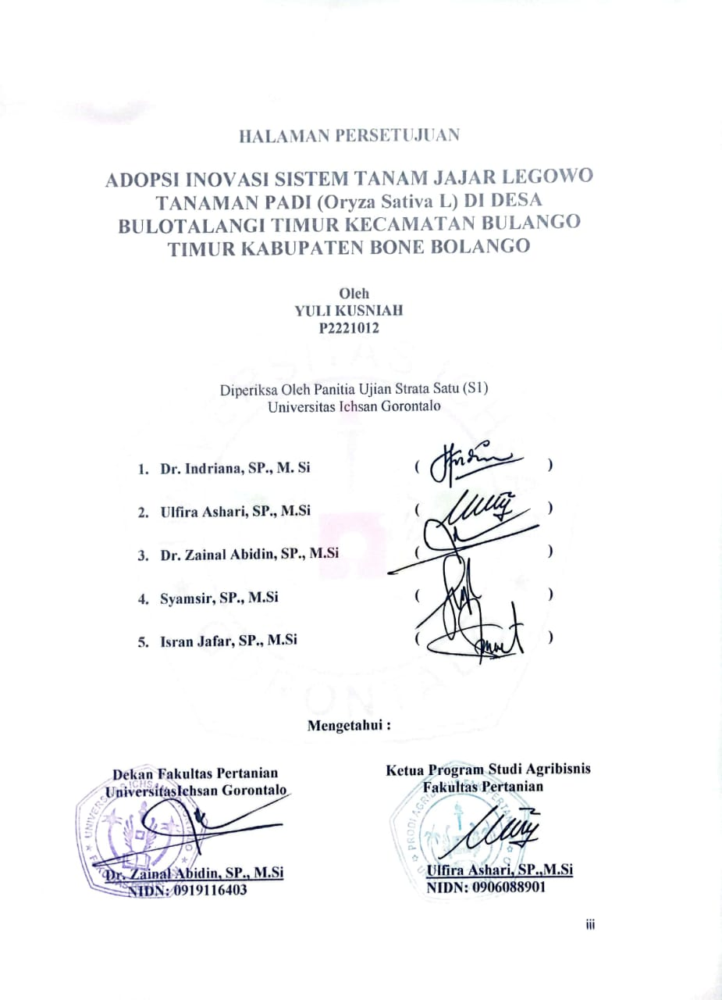 HALAMAN PERSETUJUAN
ADOPSI INOVASI SISTEM TANAM JAJAR LEGOWO
TANAMAN PADI (Oryza Sativa L) DI DESA
BULOTALANGI TIMUR KECAMATAN BULANGO
TIMUR KABUPATEN BONE BOLANGO
Oleh
YULI KUSNIAH
P2221012
Diperiksa Oleh Panitia Ujian Strata Satu (S1)
Universitas Ichsan Gorontalo
1. Dr. Indriana, SP., M. Si ( )
2. Ulfira Ashari, SP., M.Si ( )
3. Dr. Zainal Abidin, SP., M.Si ( )
4. Syamsir, SP., M.Si ( )
5. Isran Jafar, SP., M.Si ( )
Mengetahui :
Dekan Fakultas Pertanian
UniversitasIchsan Gorontalo
Dr. Zainal Abidin, SP., M.Si
NIDN: 0919116403
Ketua Program Studi Agribisnis
Fakultas Pertanian
Ulfira Ashari, SP.,M.Si
NIDN: 0906088901
iii